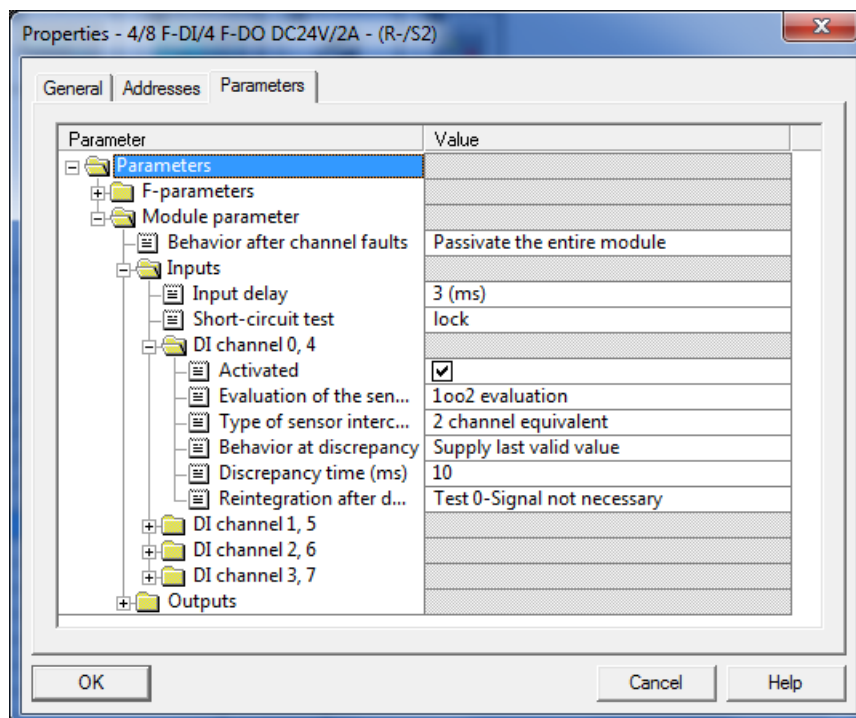 Properties - 4/8 F-DI/4 F-DO DC24V/2A - (R-/S2)
General Addresses Parameters
Parameter Value
Parameters
F-parameters
Module parameter
Behavior after channel faults Passivate the entire module
Inputs
Input delay 3 (ms)
Short-circuit test lock
DI channel 0, 4
Activated
Evaluation of the sen... 1oo2 evaluation
Type of sensor interc... 2 channel equivalent
Behavior at discrepancy Supply last valid value
Discrepancy time (ms) 10
Reintegration after d... Test 0-Signal not necessary
DI channel 1, 5
DI channel 2, 6
DI channel 3, 7
Outputs
OK Cancel Help